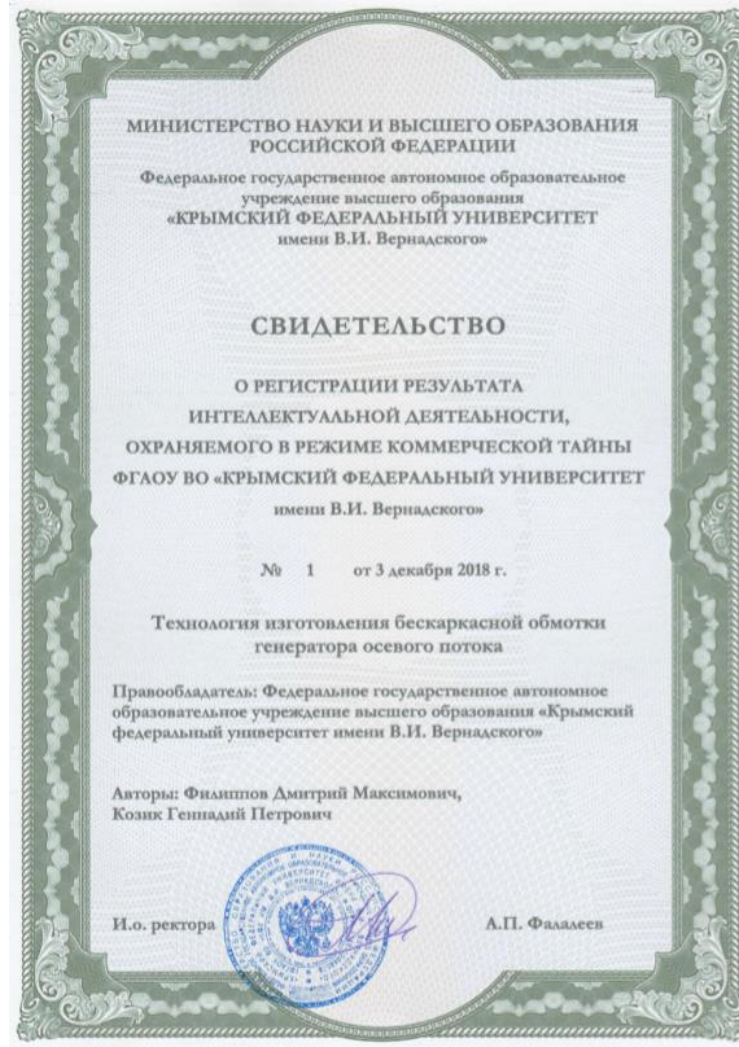 МИНИСТЕРСТВО НАУКИ И ВЫСШЕГО ОБРАЗОВАНИЯ
РОССИЙСКОЙ ФЕДЕРАЦИИ
Федеральное государственное автономное образовательное
учреждение высшего образования
«КРЫМСКИЙ ФЕДЕРАЛЬНЫЙ УНИВЕРСИТЕТ
имени В.И. Вернадского»
СВИДЕТЕЛЬСТВО
О РЕГИСТРАЦИИ РЕЗУЛЬТАТА
ИНТЕЛЛЕКТУАЛЬНОЙ ДЕЯТЕЛЬНОСТИ,
ОХРАНЯЕМОГО В РЕЖИМЕ КОММЕРЧЕСКОЙ ТАЙНЫ
ФГАОУ ВО «КРЫМСКИЙ ФЕДЕРАЛЬНЫЙ УНИВЕРСИТЕТ
имени В.И. Вернадского»
№ 1 от 3 декабря 2018 г.
Технология изготовления бескаркасной обмотки
генератора осевого потока
Правообладатель: Федеральное государственное автономное
образовательное учреждение высшего образования «Крымский
федеральный университет имени В.И. Вернадского»
Авторы: Филиппов Дмитрий Максимович,
Козик Геннадий Петрович
И.о. ректора
А.П. Фалалеев